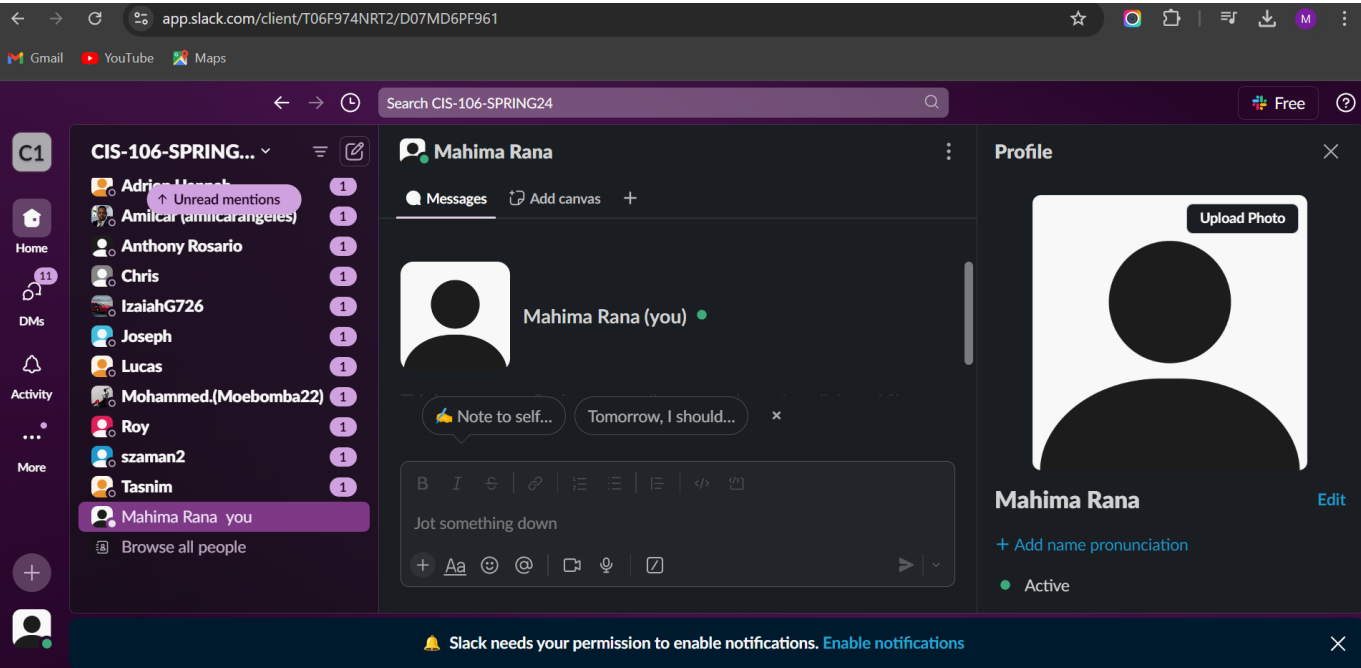 app.slack.com/client/T06F974NRT2/D07MD6PF961
M
Gmail YouTube Maps
Search CIS-106-SPRING24
Free
C1
Home
11
DMs
Activity
More
CIS-106-SPRING...
Unread mentions
1
Amilcar (amilcarangeles) 1
Anthony Rosario 1
Chris 1
IzaiahG726 1
Joseph 1
Lucas 1
Mohammed.(Moebomba22) 1
Roy 1
szaman2 1
Tasnim 1
Mahima Rana you
Browse all people
Mahima Rana
Messages Add canvas
Mahima Rana (you)
Note to self... Tomorrow, I should...
Jot something down
Profile
Upload Photo
Mahima Rana Edit
+ Add name pronunciation
Active
Slack needs your permission to enable notifications. Enable notifications